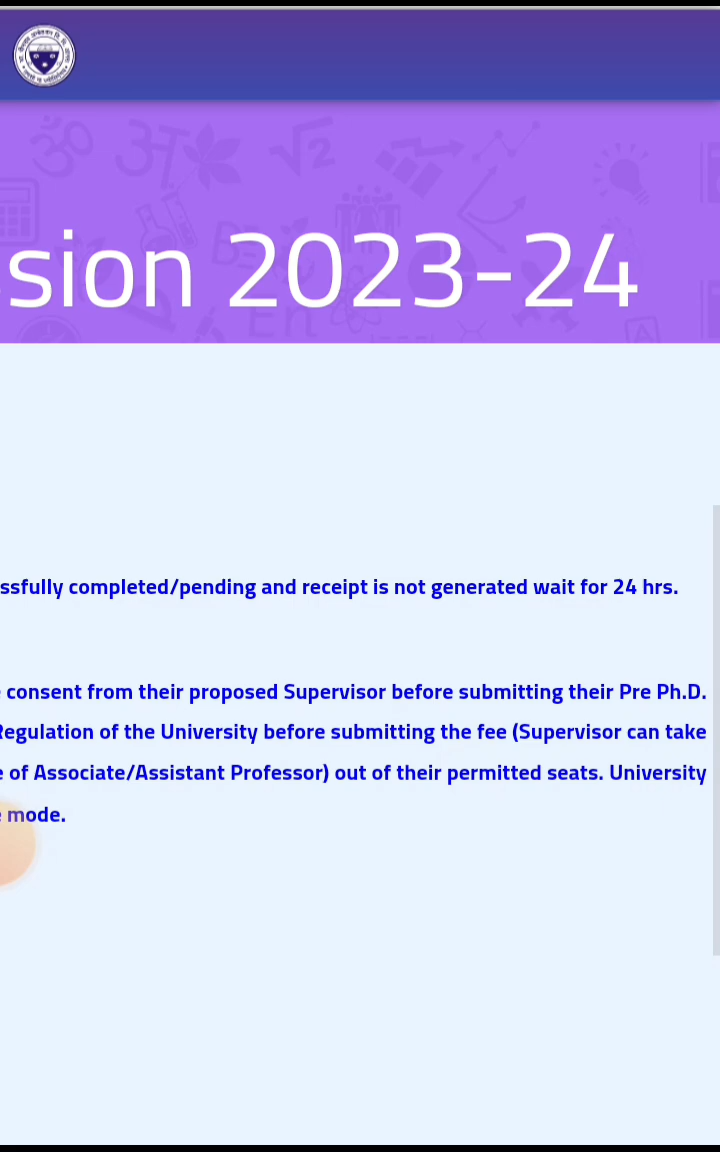 sion 2023-24
ssfully completed/pending and receipt is not generated wait for 24 hrs.
consent from their proposed Supervisor before submitting their Pre Ph.D.
Regulation of the University before submitting the fee (Supervisor can take
of Associate/Assistant Professor) out of their permitted seats. University
mode.